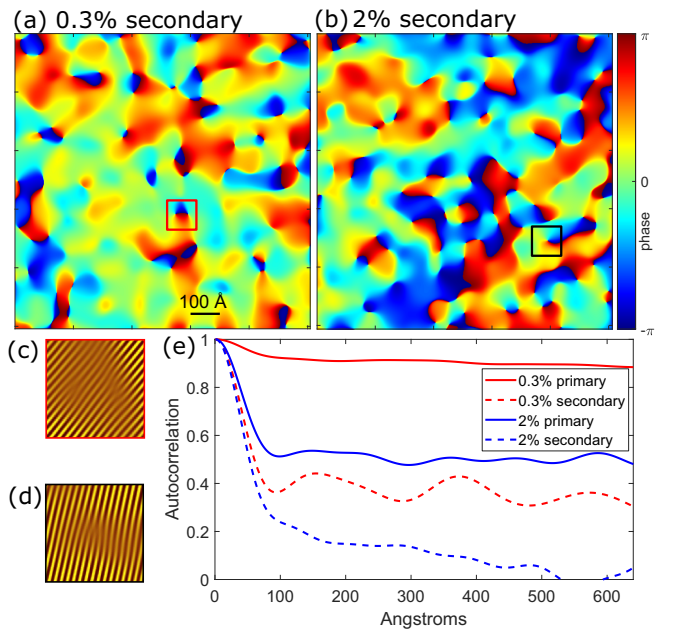 (a) 0.3% secondary
(b) 2% secondary
100 Å
π
0
-π
phase
(c)
(d)
(e)
1
0.8
0.6
0.4
0.2
0
Autocorrelation
0.3% primary
0.3% secondary
2% primary
2% secondary
0 100 200 300 400 500 600
Angstroms